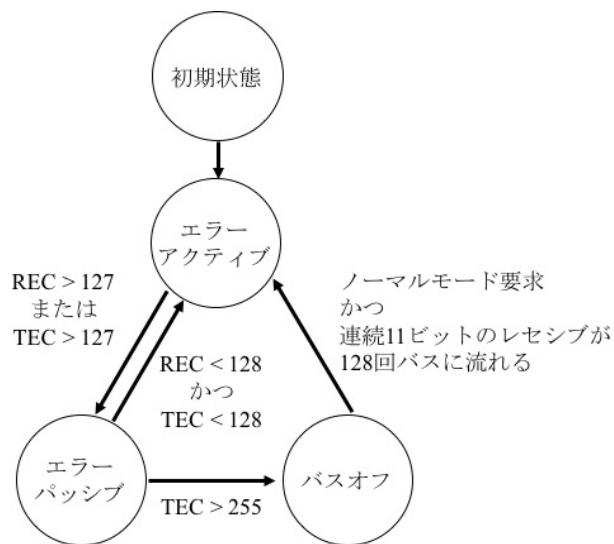 初期状態
エラー
アクティブ
REC > 127
または
TEC > 127
ノーマルモード要求
かつ
連続11ビットのレセシブが
128回バスに流れる
REC < 128
かつ
TEC < 128
エラー
パッシブ
バスオフ
TEC > 255